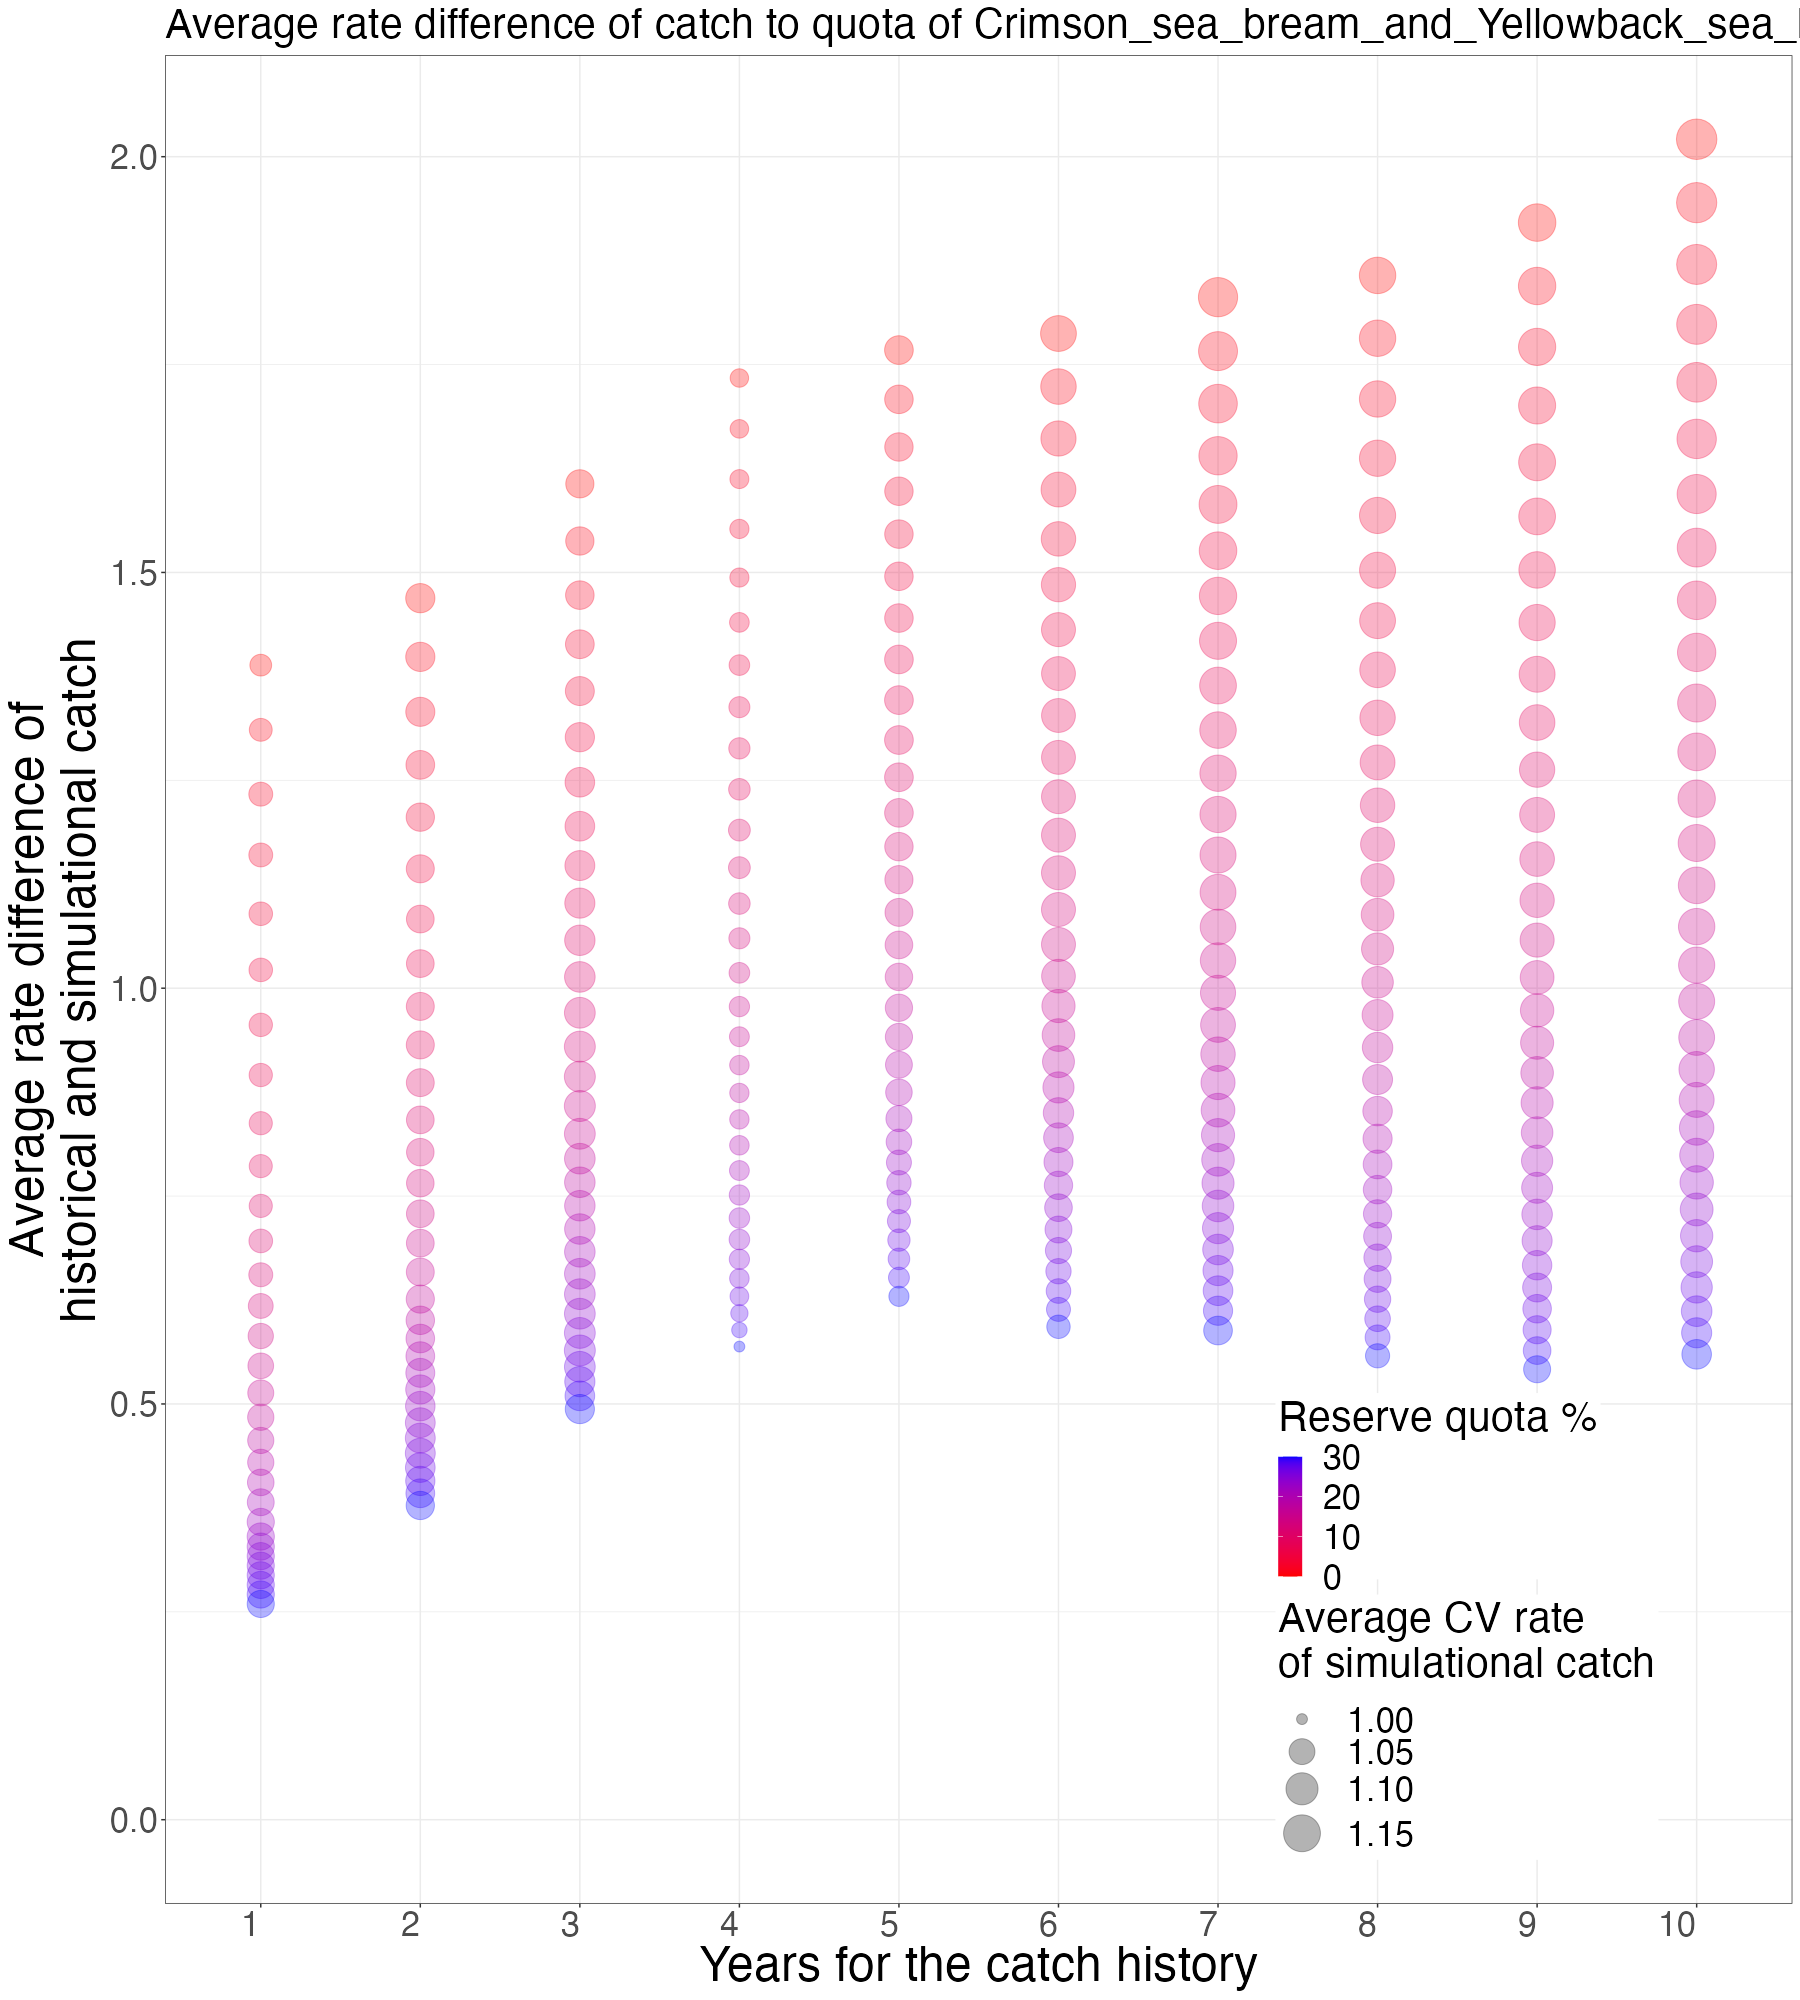 Average rate difference of catch to quota of Crimson_sea_bream_and_Yellowback_sea_
Average rate difference of
historical and simulational catch
2.0
1.5
1.0
0.5
0.0
Reserve quota %
30
20
10
0
Average CV rate
of simulational catch
1.00
1.05
1.10
1.15
1 2 3 4 5 6 7 8 9 10
Years for the catch history